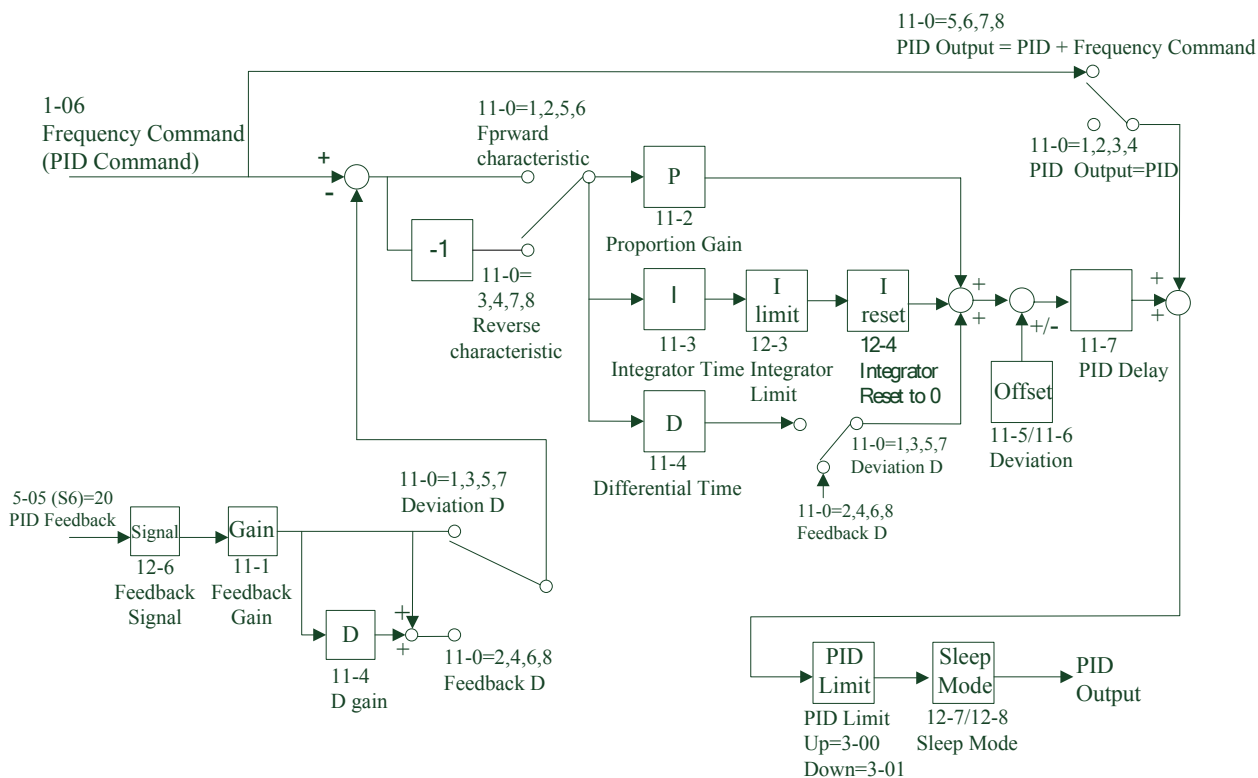 11-0=5,6,7,8
PID Output = PID + Frequency Command
1-06
Frequency Command
(PID Command)
11-0=1,2,5,6
Fprward
characteristic
11-0=1,2,3,4
PID Output=PID
+
-
P
11-2
Proportion Gain
-1
11-0=
3,4,7,8
Reverse
characteristic
I
11-3
Integrator Time
I
limit
12-3
Integrator
Limit
I
reset
12-4
Integrator
Reset to 0
+
+
+/-
11-7
PID Delay
+
+
Offset
11-5/11-6
Deviation
D
11-4
Differential Time
11-0=1,3,5,7
Deviation D
11-0=2,4,6,8
Feedback D
5-05 (S6)=20
PID Feedback
Signal
12-6
Feedback
Signal
Gain
11-1
Feedback
Gain
11-0=1,3,5,7
Deviation D
D
11-4
D gain
+
+
11-0=2,4,6,8
Feedback D
PID
Limit
PID Limit
Up=3-00
Down=3-01
Sleep
Mode
12-7/12-8
Sleep Mode
PID
Output